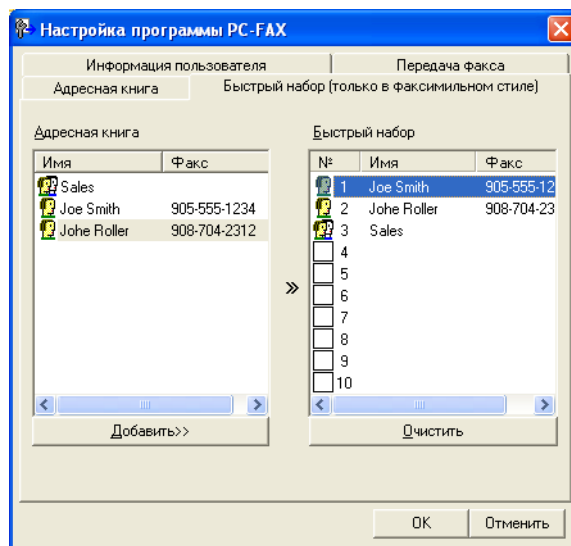 Настройка программы PC-FAX
Информация пользователя
Передача факса
Адресная книга
Быстрый набор (только в факсимильном стиле)
Адресная книга
Имя Факс
Sales
Joe Smith 905-555-1234
Johe Roller 908-704-2312
Добавить>>
»
Быстрый набор
№ Имя Факс
1 Joe Smith 905-555-12
2 Johe Roller 908-704-23
3 Sales
4
5
6
7
8
9
10
Очистить
OK
Отменить